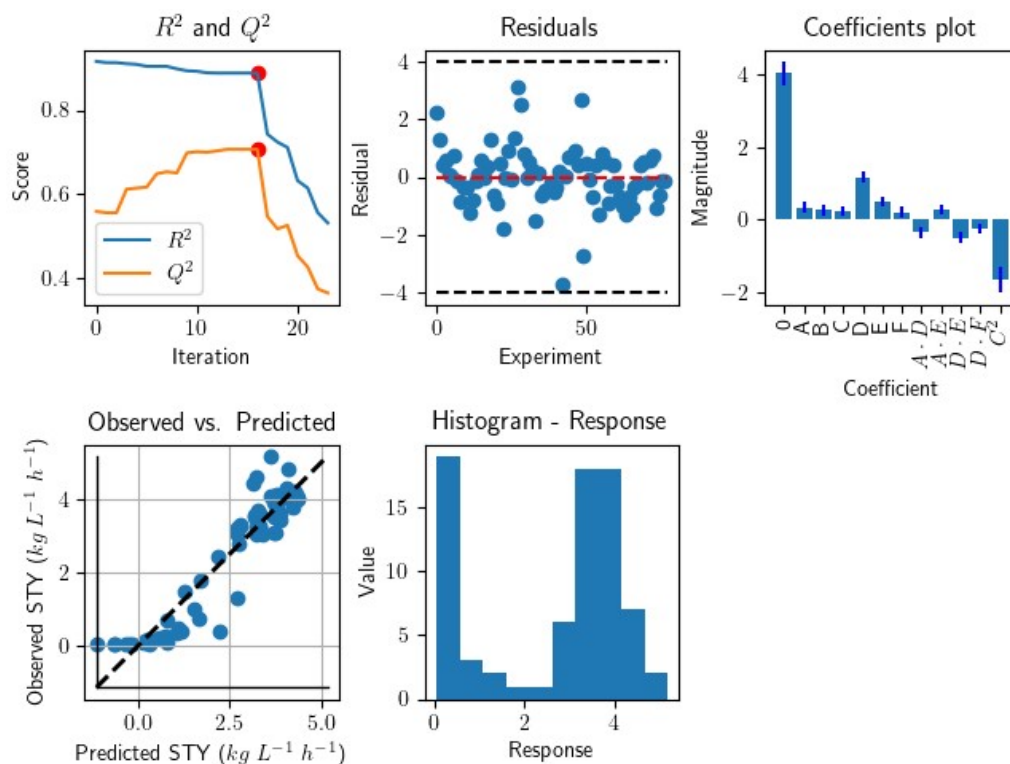 R² and Q²
Score
0.8
0.6
0.4
R²
Q²
0
10
20
Iteration
Residuals
Residual
4
2
0
−2
−4
0
50
Experiment
Coefficients plot
Magnitude
4
2
0
−2
0
A
B
C
D
E
F
A · D
A · E
D · E
D · F
C²
Coefficient
Observed vs. Predicted
Observed STY (kg L⁻¹ h⁻¹)
4
2
0
0.0
2.5
5.0
Predicted STY (kg L⁻¹ h⁻¹)
Histogram - Response
Value
15
10
5
0
0
2
4
Response